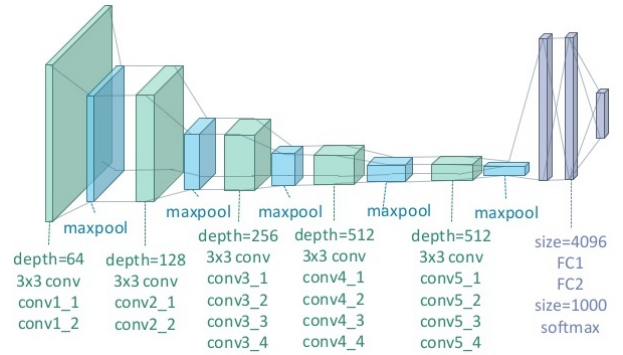 maxpool
maxpool
maxpool
maxpool
maxpool
depth=64
3x3 conv
conv1_1
conv1_2
depth=128
3x3 conv
conv2_1
conv2_2
depth=256
3x3 conv
conv3_1
conv3_2
conv3_3
conv3_4
depth=512
3x3 conv
conv4_1
conv4_2
conv4_3
conv4_4
depth=512
3x3 conv
conv5_1
conv5_2
conv5_3
conv5_4
size=4096
FC1
FC2
size=1000
softmax